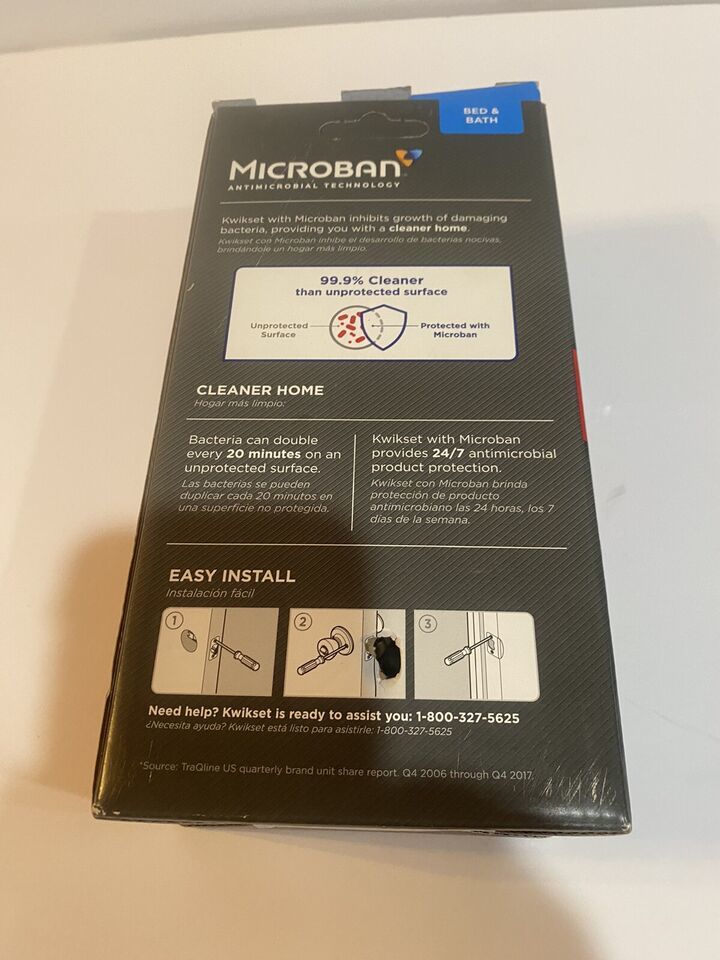 BED &
BATH
MICROBAN
ANTIMICROBIAL TECHNOLOGY
Kwikset with Microban inhibits growth of damaging
bacteria, providing you with a cleaner home.
Kwikset con Microban inhibe el desarrollo de bacterias nocivas,
brindándole un hogar más limpio.
99.9% Cleaner
than unprotected surface
Unprotected
Surface
Protected with
Microban
CLEANER HOME
Hogar más limpio:
Bacteria can double
every 20 minutes on an
unprotected surface.
Las bacterias se pueden
duplicar cada 20 minutos en
una superficie no protegida.
Kwikset with Microban
provides 24/7 antimicrobial
product protection.
Kwikset con Microban brinda
protección de producto
antimicrobiano las 24 horas, los 7
días de la semana.
EASY INSTALL
Instalación fácil
1
2
3
Need help? Kwikset is ready to assist you: 1-800-327-5625
¿Necesita ayuda? Kwikset está listo para asistirle: 1-800-327-5625
*Source: TraQline US quarterly brand unit share report. Q4 2006 through Q4 2017.